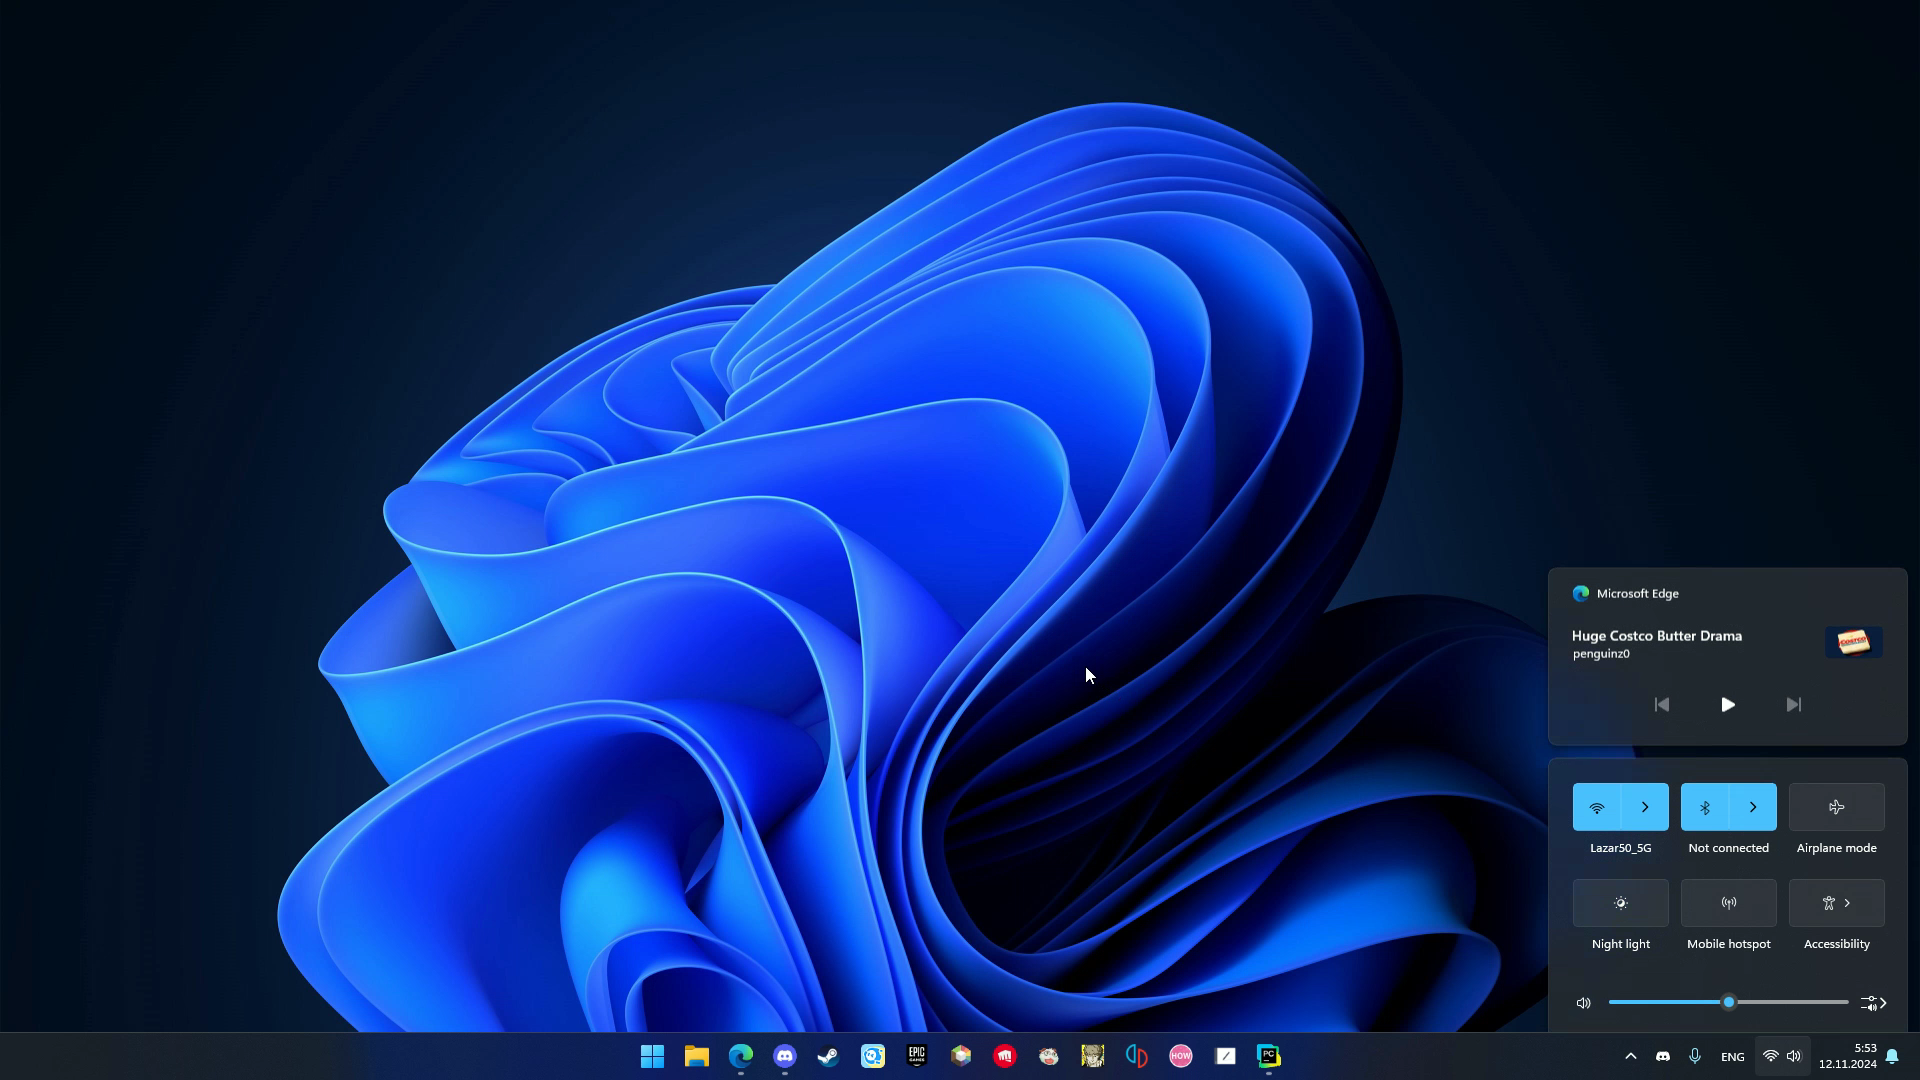 Microsoft Edge
Huge Costco Butter Drama
penguinz0
Lazar50_5G
Not connected
Airplane mode
Night light
Mobile hotspot
Accessibility
EPIC
GAMES
HOW
PC
ENG
5:53
12.11.2024